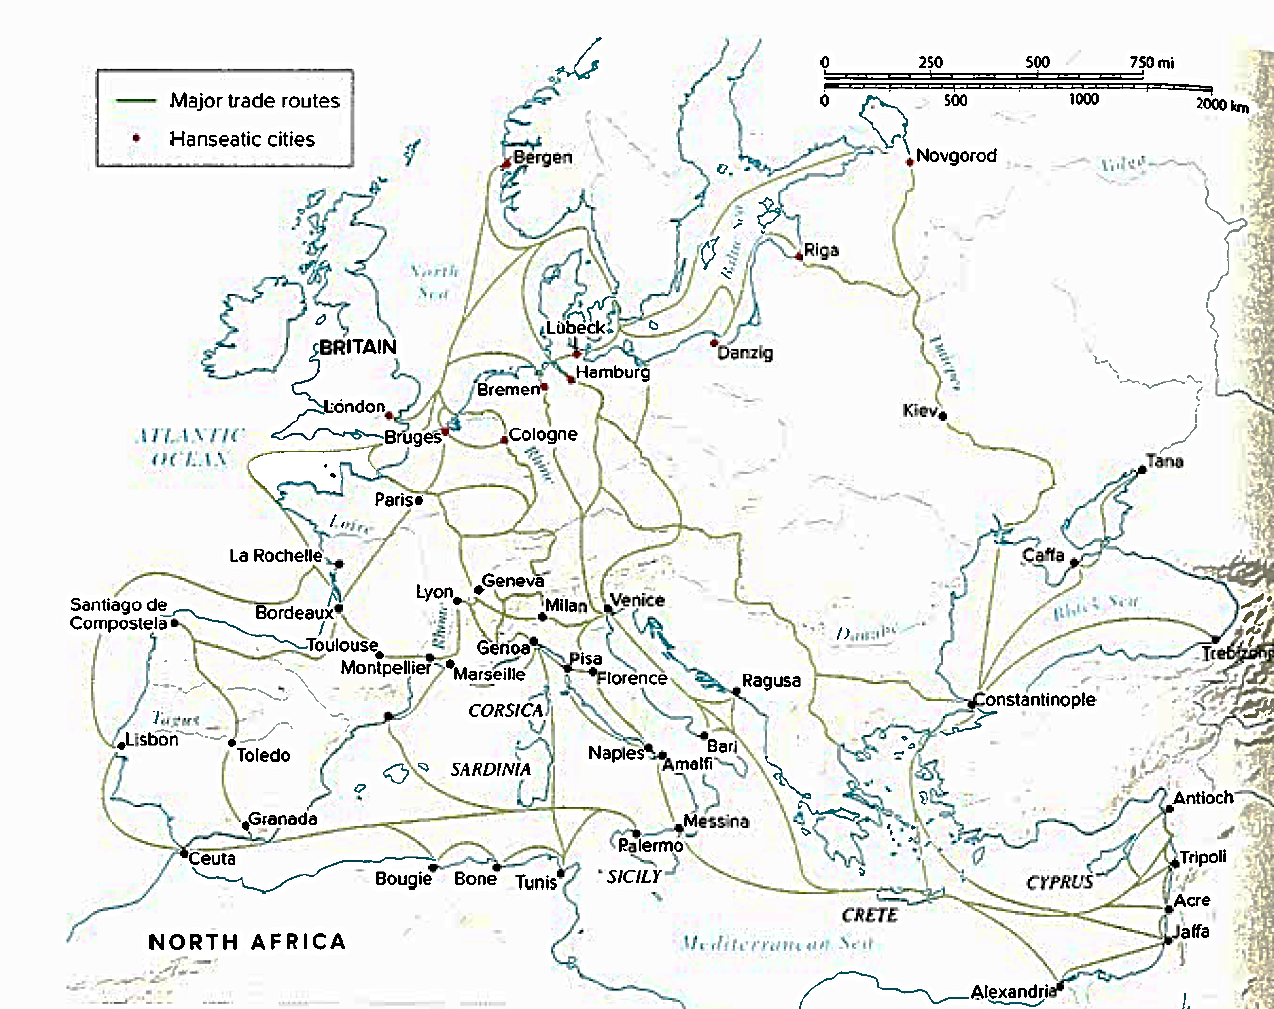 0 250 500 750 mi
0 500 1000 2000 km
Major trade routes
Hanseatic cities
Bergen
Novgorod
Volga
North
Sea
Baltic Sea
Riga
Lübeck
BRITAIN
Danzig
Dnieper
Hamburg
Bremen
London
Kiev
ATLANTIC
OCEAN
Bruges
Cologne
Rhine
Tana
Paris
Loire
La Rochelle
Caffa
Geneva
Lyon
Santiago de
Compostela
Bordeaux
Milan
Venice
Black Sea
Rhone
Danube
Toulouse
Genoa
Trebizond
Montpellier
Marseille
Pisa
Florence
Ragusa
Constantinople
CORSICA
Tagus
Lisbon
Toledo
Naples
Bari
Amalfi
SARDINIA
Antioch
Granada
Messina
Palermo
Ceuta
Tripoli
Bougie
Bone
Tunis
SICILY
CYPRUS
Acre
CRETE
Jaffa
NORTH AFRICA
Mediterranean Sea
Alexandria